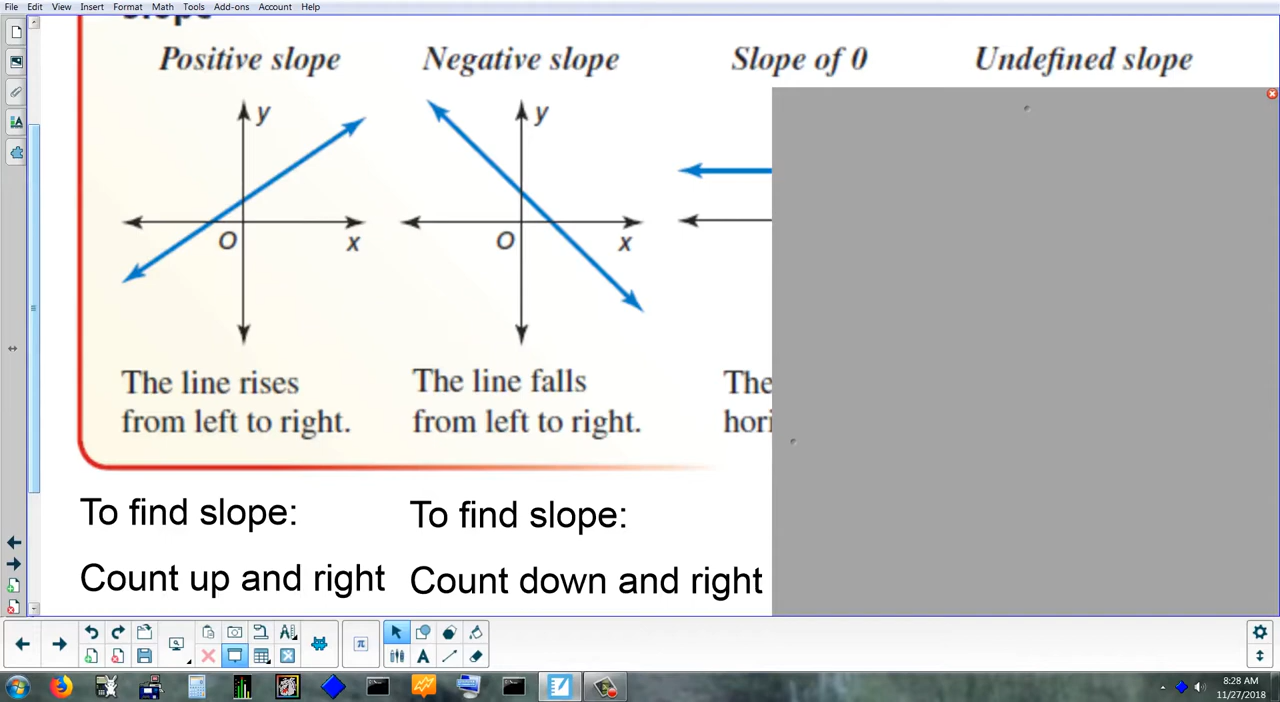 File Edit View Insert Format Math Tools Add-ons Account Help
Slope
Positive slope Negative slope Slope of 0 Undefined slope
y y
O x O x
The line rises The line falls The
from left to right. from left to right. hori
To find slope: To find slope:
Count up and right Count down and right
π
A
8:28 AM
11/27/2018